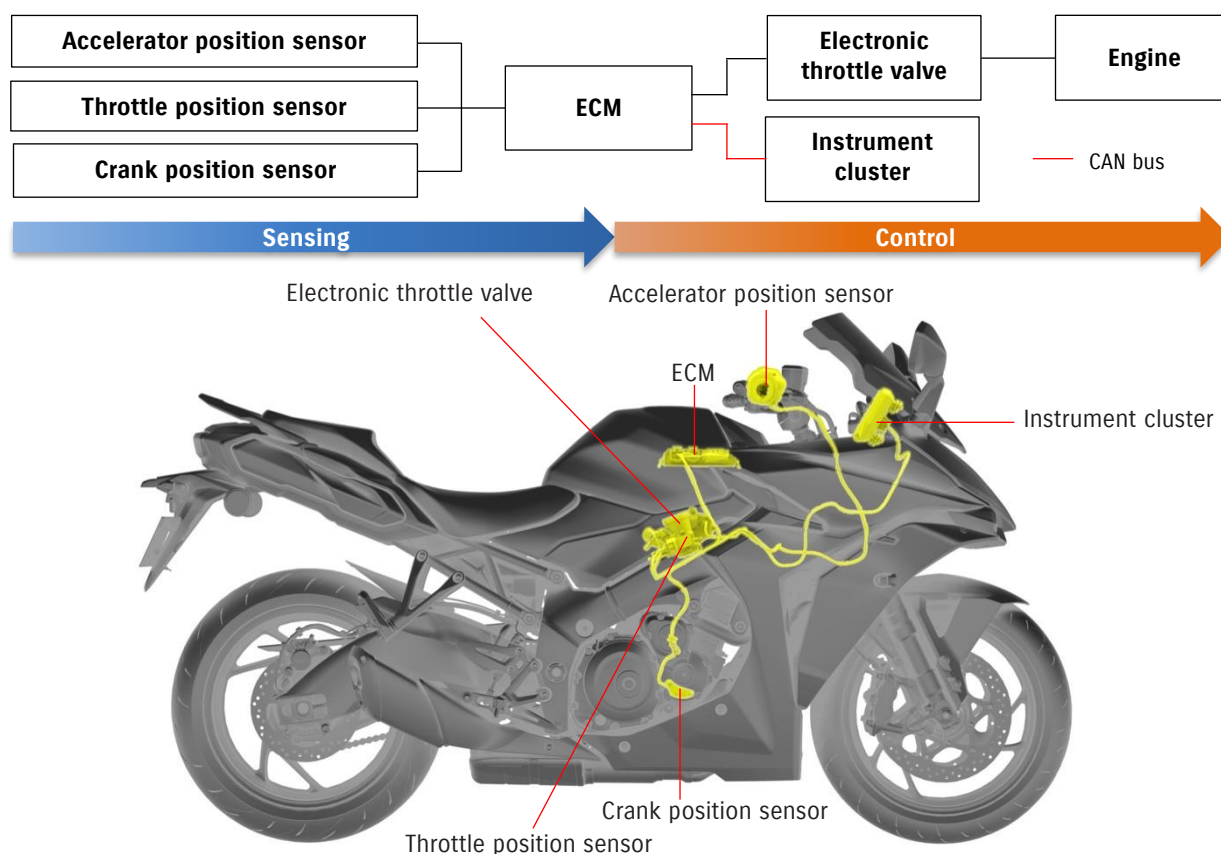 Accelerator position sensor
Throttle position sensor
Crank position sensor
ECM
Electronic
throttle valve
Engine
Instrument
cluster
CAN bus
Sensing
Control
Electronic throttle valve
Accelerator position sensor
ECM
Instrument cluster
Crank position sensor
Throttle position sensor